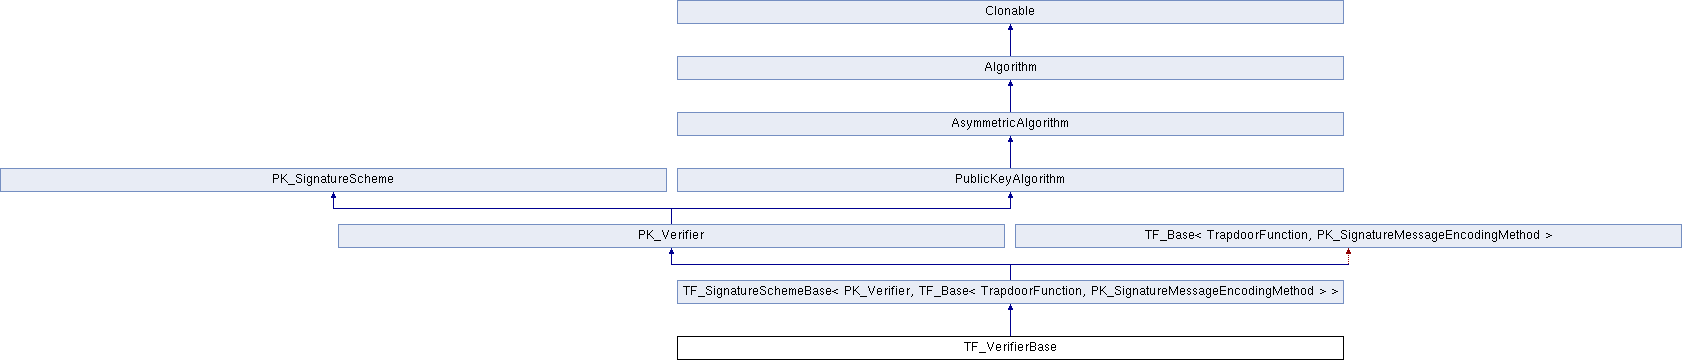 Clonable
Algorithm
AsymmetricAlgorithm
PK_SignatureScheme
PublicKeyAlgorithm
PK_Verifier
TF_Base< TrapdoorFunction, PK_SignatureMessageEncodingMethod >
TF_SignatureSchemeBase< PK_Verifier, TF_Base< TrapdoorFunction, PK_SignatureMessageEncodingMethod > >
TF_VerifierBase